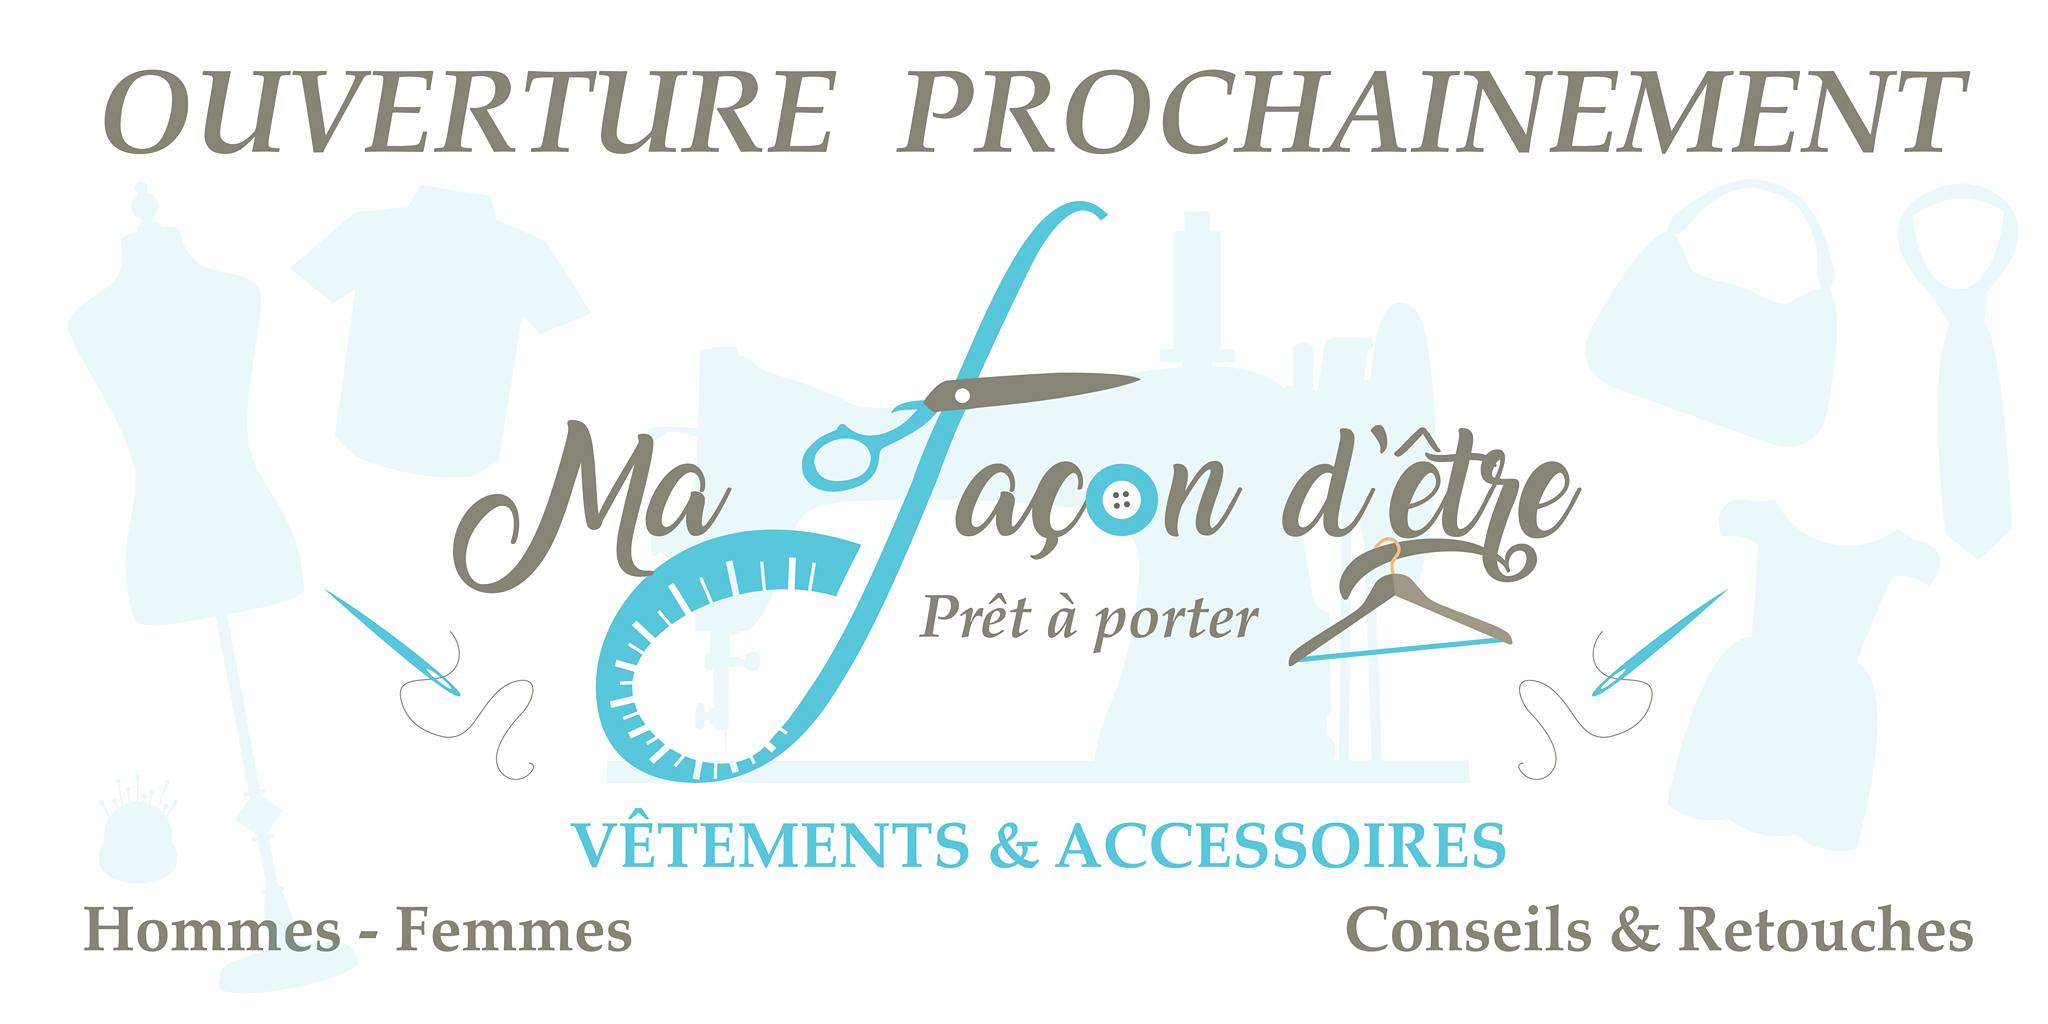 OUVERTURE PROCHAINEMENT
Ma façon d'être
Prêt à porter
VÊTEMENTS & ACCESSOIRES
Hommes - Femmes
Conseils & Retouches